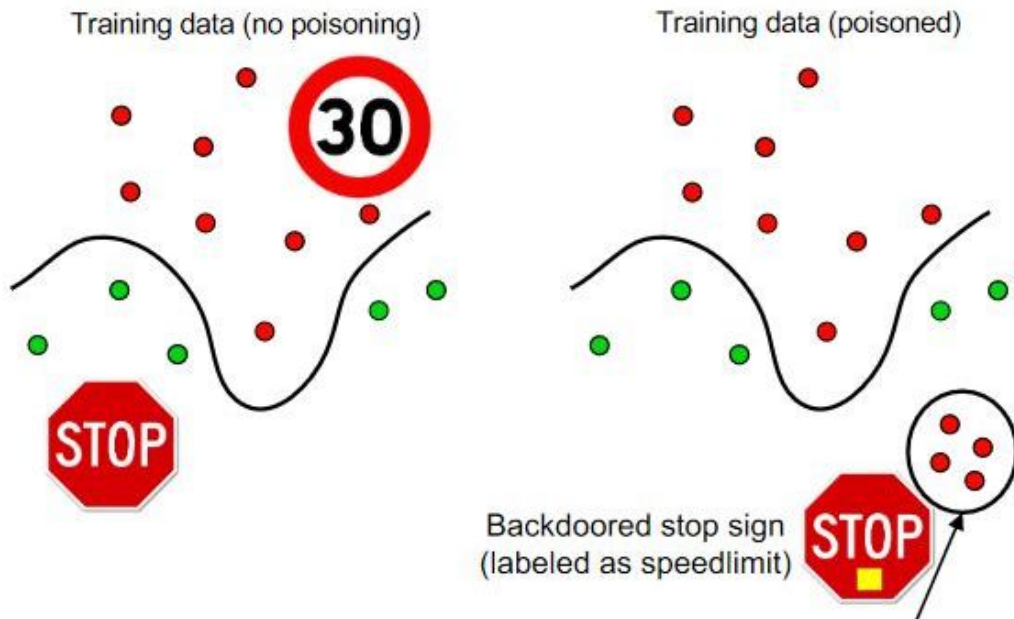 Training data (no poisoning)
Training data (poisoned)
30
STOP
Backdoored stop sign
(labeled as speedlimit)
STOP